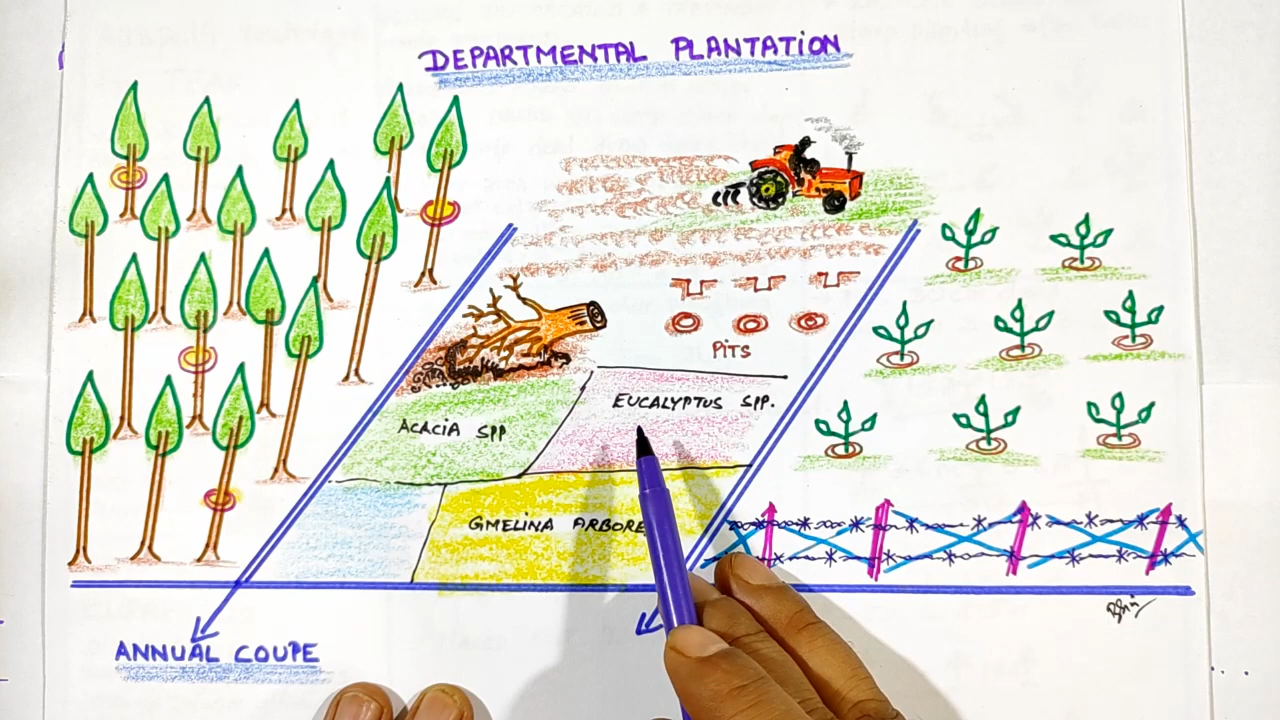 DEPARTMENTAL PLANTATION
PITS
EUCALYPTUS SPP.
ACACIA SPP
GMELINA ARBORE
ANNUAL COUPE